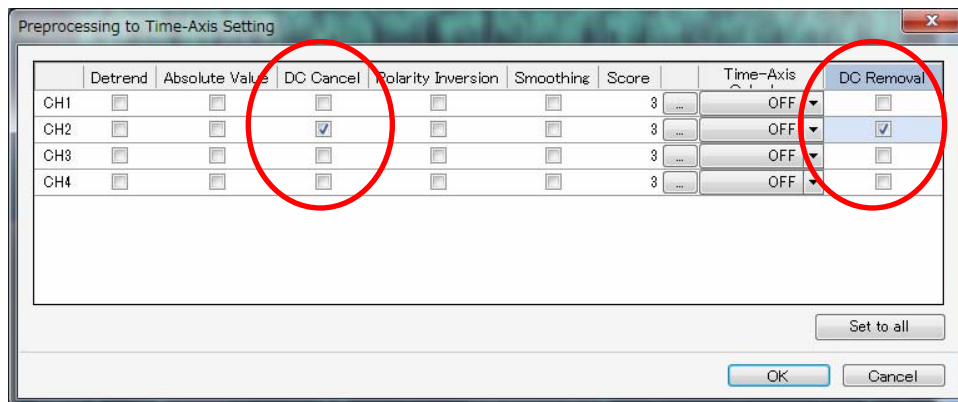 Preprocessing to Time-Axis Setting
x
Detrend Absolute Value DC Cancel Polarity Inversion Smoothing Score Time-Axis DC Removal
CH1 3 ... OFF
CH2 3 ... OFF
CH3 3 ... OFF
CH4 3 ... OFF
Set to all
OK Cancel